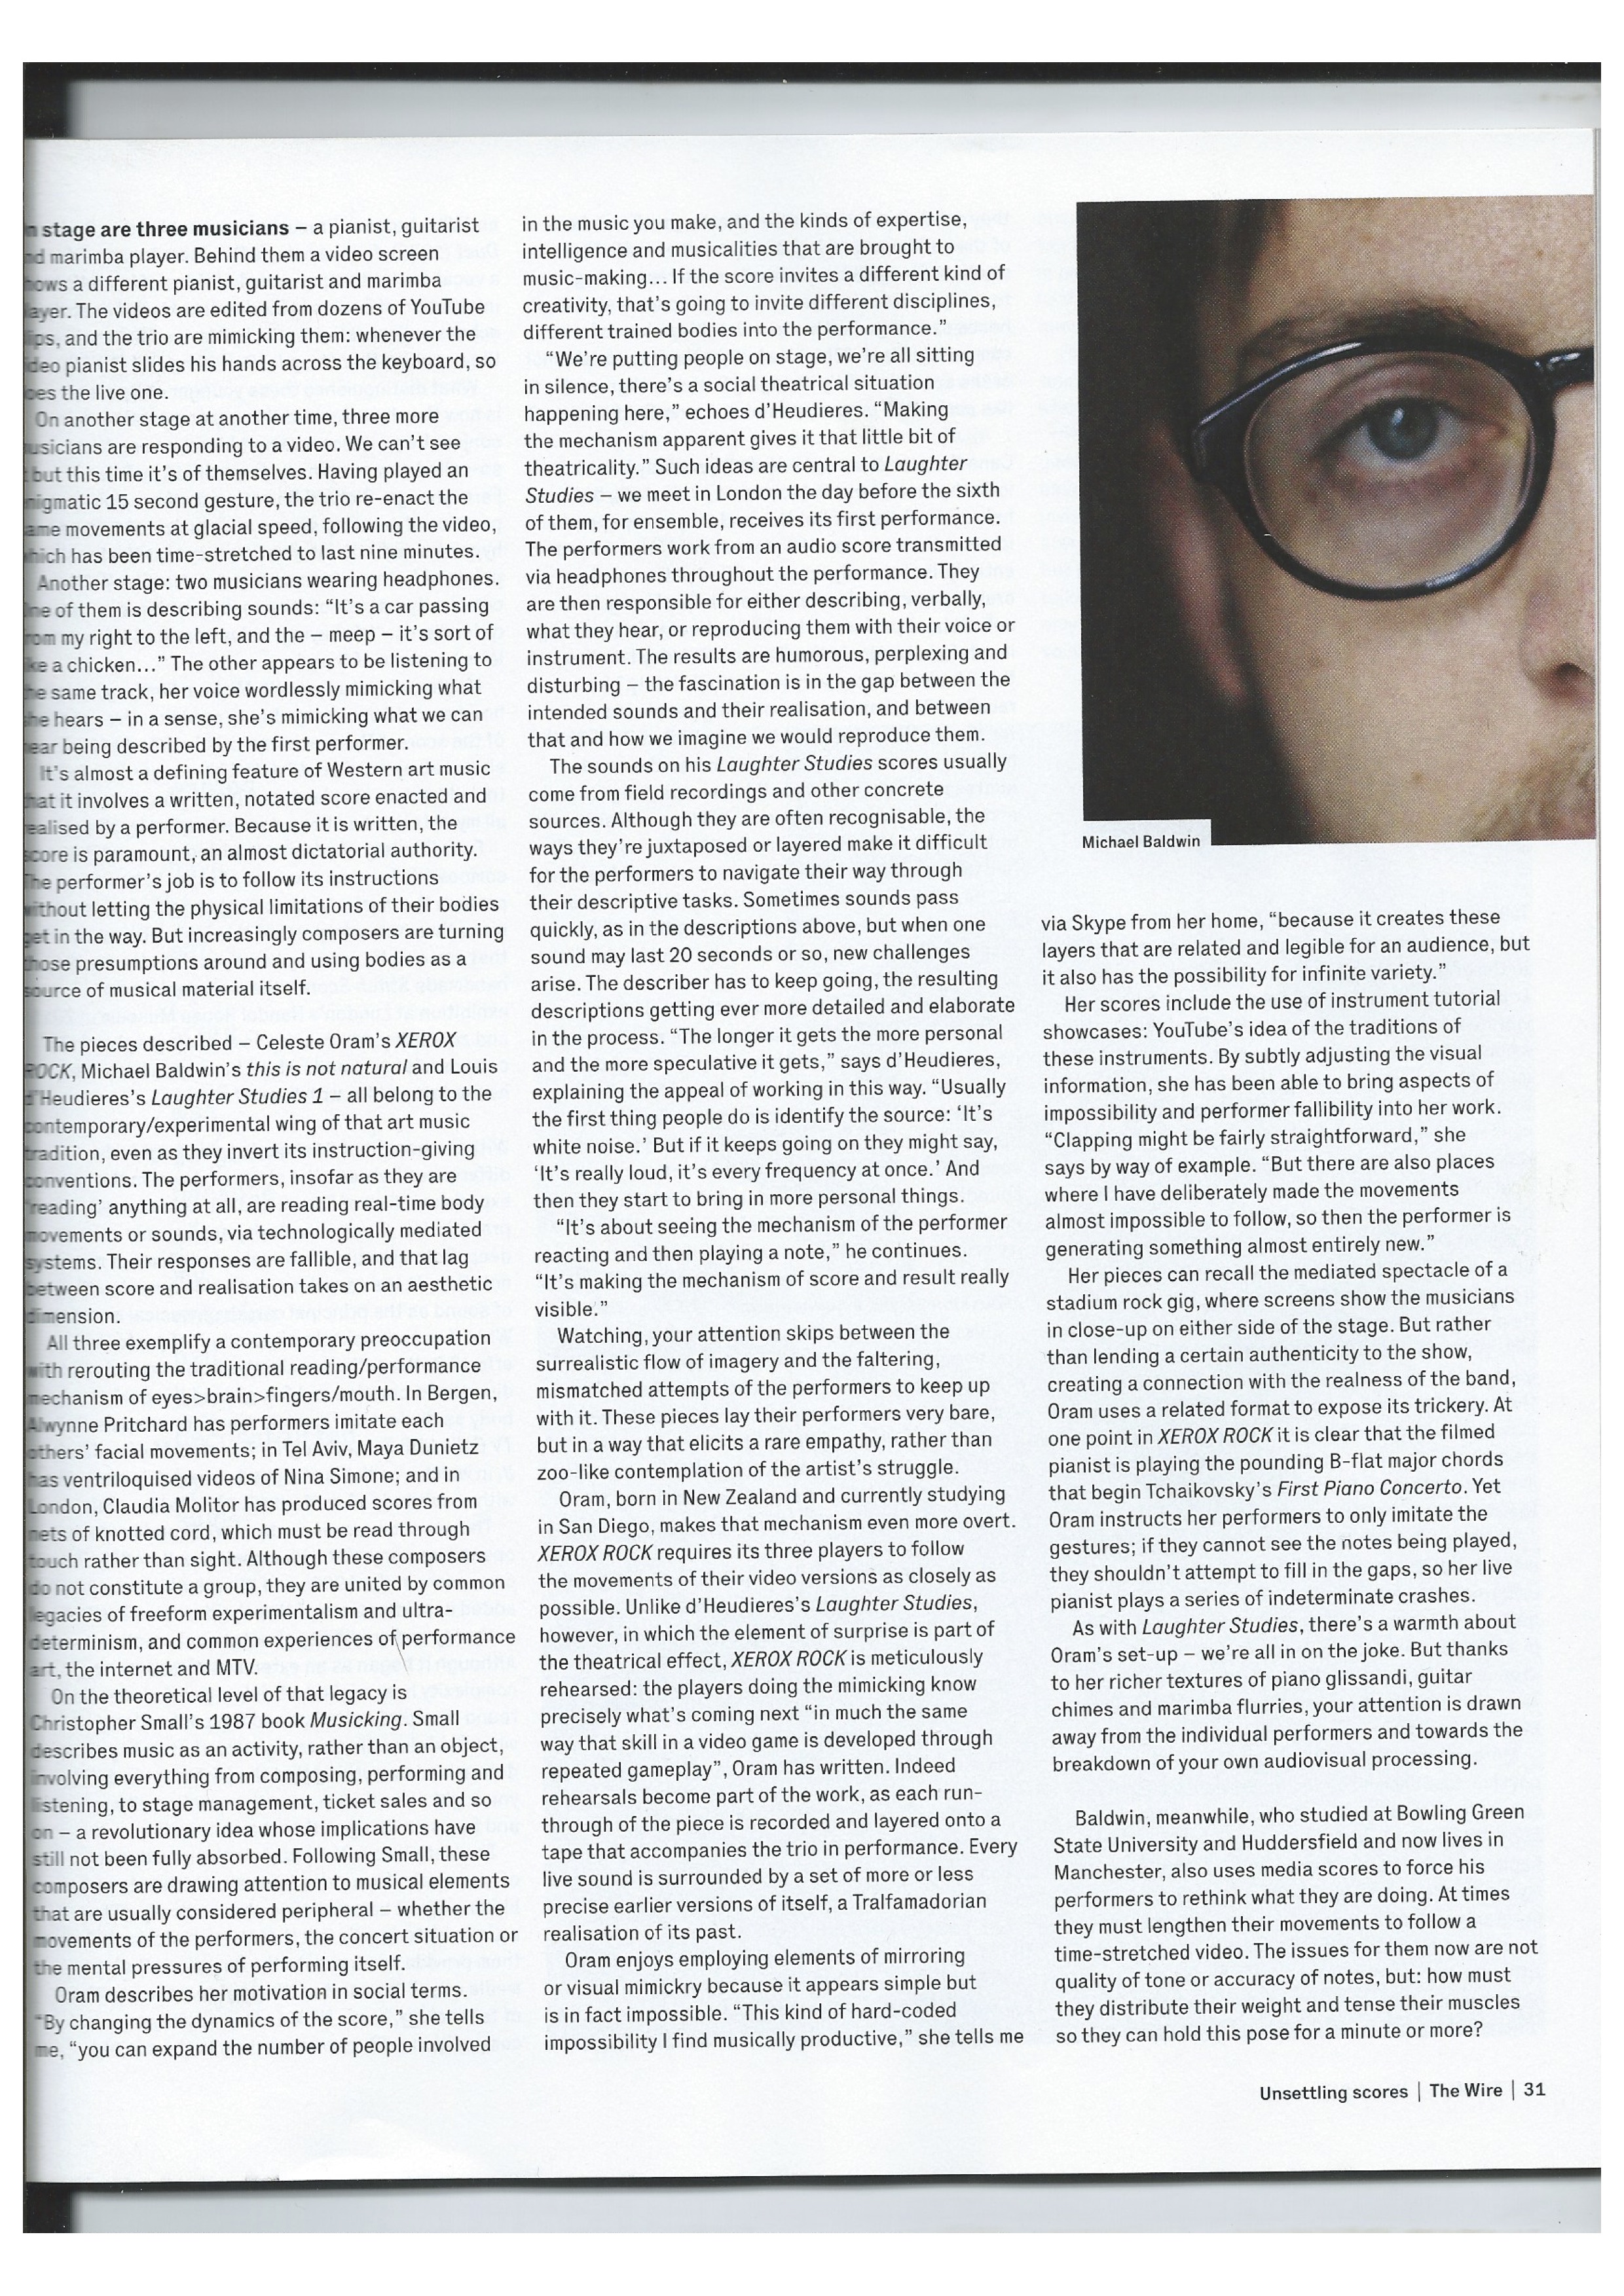 n stage are three musicians – a pianist, guitarist
nd marimba player. Behind them a video screen
hows a different pianist, guitarist and marimba
ayer. The videos are edited from dozens of YouTube
ips, and the trio are mimicking them: whenever the
deo pianist slides his hands across the keyboard, so
oes the live one.
On another stage at another time, three more
usicians are responding to a video. We can't see
t but this time it's of themselves. Having played an
nigmatic 15 second gesture, the trio re-enact the
ame movements at glacial speed, following the video,
hich has been time-stretched to last nine minutes.
Another stage: two musicians wearing headphones.
ne of them is describing sounds: “It's a car passing
om my right to the left, and the – meep – it's sort of
ke a chicken...” The other appears to be listening to
he same track, her voice wordlessly mimicking what
he hears – in a sense, she's mimicking what we can
ear being described by the first performer.
It's almost a defining feature of Western art music
hat it involves a written, notated score enacted and
ealised by a performer. Because it is written, the
score is paramount, an almost dictatorial authority.
The performer's job is to follow its instructions
without letting the physical limitations of their bodies
get in the way. But increasingly composers are turning
those presumptions around and using bodies as a
source of musical material itself.
The pieces described – Celeste Oram's XEROX
ROCK, Michael Baldwin's this is not natural and Louis
d'Heudieres's Laughter Studies 1 – all belong to the
contemporary/experimental wing of that art music
tradition, even as they invert its instruction-giving
conventions. The performers, insofar as they are
‘reading’ anything at all, are reading real-time body
movements or sounds, via technologically mediated
systems. Their responses are fallible, and that lag
between score and realisation takes on an aesthetic
dimension.
All three exemplify a contemporary preoccupation
with rerouting the traditional reading/performance
mechanism of eyes>brain>fingers/mouth. In Bergen,
Alwynne Pritchard has performers imitate each
others' facial movements; in Tel Aviv, Maya Dunietz
has ventriloquised videos of Nina Simone; and in
London, Claudia Molitor has produced scores from
nets of knotted cord, which must be read through
touch rather than sight. Although these composers
do not constitute a group, they are united by common
legacies of freeform experimentalism and ultra-
determinism, and common experiences of performance
art, the internet and MTV.
On the theoretical level of that legacy is
Christopher Small's 1987 book Musicking. Small
describes music as an activity, rather than an object,
involving everything from composing, performing and
listening, to stage management, ticket sales and so
on – a revolutionary idea whose implications have
still not been fully absorbed. Following Small, these
composers are drawing attention to musical elements
that are usually considered peripheral – whether the
movements of the performers, the concert situation or
the mental pressures of performing itself.
Oram describes her motivation in social terms.
“By changing the dynamics of the score,” she tells
me, “you can expand the number of people involved
in the music you make, and the kinds of expertise,
intelligence and musicalities that are brought to
music-making... If the score invites a different kind of
creativity, that's going to invite different disciplines,
different trained bodies into the performance.”
“We're putting people on stage, we're all sitting
in silence, there's a social theatrical situation
happening here,” echoes d'Heudieres. “Making
the mechanism apparent gives it that little bit of
theatricality.” Such ideas are central to Laughter
Studies – we meet in London the day before the sixth
of them, for ensemble, receives its first performance.
The performers work from an audio score transmitted
via headphones throughout the performance. They
are then responsible for either describing, verbally,
what they hear, or reproducing them with their voice or
instrument. The results are humorous, perplexing and
disturbing – the fascination is in the gap between the
intended sounds and their realisation, and between
that and how we imagine we would reproduce them.
The sounds on his Laughter Studies scores usually
come from field recordings and other concrete
sources. Although they are often recognisable, the
ways they're juxtaposed or layered make it difficult
for the performers to navigate their way through
their descriptive tasks. Sometimes sounds pass
quickly, as in the descriptions above, but when one
sound may last 20 seconds or so, new challenges
arise. The describer has to keep going, the resulting
descriptions getting ever more detailed and elaborate
in the process. “The longer it gets the more personal
and the more speculative it gets,” says d'Heudieres,
explaining the appeal of working in this way. “Usually
the first thing people do is identify the source: ‘It's
white noise.’ But if it keeps going on they might say,
‘It's really loud, it's every frequency at once.’ And
then they start to bring in more personal things.
“It's about seeing the mechanism of the performer
reacting and then playing a note,” he continues.
“It's making the mechanism of score and result really
visible.”
Watching, your attention skips between the
surrealistic flow of imagery and the faltering,
mismatched attempts of the performers to keep up
with it. These pieces lay their performers very bare,
but in a way that elicits a rare empathy, rather than
zoo-like contemplation of the artist's struggle.
Oram, born in New Zealand and currently studying
in San Diego, makes that mechanism even more overt.
XEROX ROCK requires its three players to follow
the movements of their video versions as closely as
possible. Unlike d'Heudieres's Laughter Studies,
however, in which the element of surprise is part of
the theatrical effect, XEROX ROCK is meticulously
rehearsed: the players doing the mimicking know
precisely what's coming next “in much the same
way that skill in a video game is developed through
repeated gameplay”, Oram has written. Indeed
rehearsals become part of the work, as each run-
through of the piece is recorded and layered onto a
tape that accompanies the trio in performance. Every
live sound is surrounded by a set of more or less
precise earlier versions of itself, a Tralfamadorian
realisation of its past.
Oram enjoys employing elements of mirroring
or visual mimickry because it appears simple but
is in fact impossible. “This kind of hard-coded
impossibility I find musically productive,” she tells me
Michael Baldwin
via Skype from her home, “because it creates these
layers that are related and legible for an audience, but
it also has the possibility for infinite variety.”
Her scores include the use of instrument tutorial
showcases: YouTube's idea of the traditions of
these instruments. By subtly adjusting the visual
information, she has been able to bring aspects of
impossibility and performer fallibility into her work.
“Clapping might be fairly straightforward,” she
says by way of example. “But there are also places
where I have deliberately made the movements
almost impossible to follow, so then the performer is
generating something almost entirely new.”
Her pieces can recall the mediated spectacle of a
stadium rock gig, where screens show the musicians
in close-up on either side of the stage. But rather
than lending a certain authenticity to the show,
creating a connection with the realness of the band,
Oram uses a related format to expose its trickery. At
one point in XEROX ROCK it is clear that the filmed
pianist is playing the pounding B-flat major chords
that begin Tchaikovsky's First Piano Concerto. Yet
Oram instructs her performers to only imitate the
gestures; if they cannot see the notes being played,
they shouldn't attempt to fill in the gaps, so her live
pianist plays a series of indeterminate crashes.
As with Laughter Studies, there's a warmth about
Oram's set-up – we're all in on the joke. But thanks
to her richer textures of piano glissandi, guitar
chimes and marimba flurries, your attention is drawn
away from the individual performers and towards the
breakdown of your own audiovisual processing.
Baldwin, meanwhile, who studied at Bowling Green
State University and Huddersfield and now lives in
Manchester, also uses media scores to force his
performers to rethink what they are doing. At times
they must lengthen their movements to follow a
time-stretched video. The issues for them now are not
quality of tone or accuracy of notes, but: how must
they distribute their weight and tense their muscles
so they can hold this pose for a minute or more?
Unsettling scores | The Wire | 31